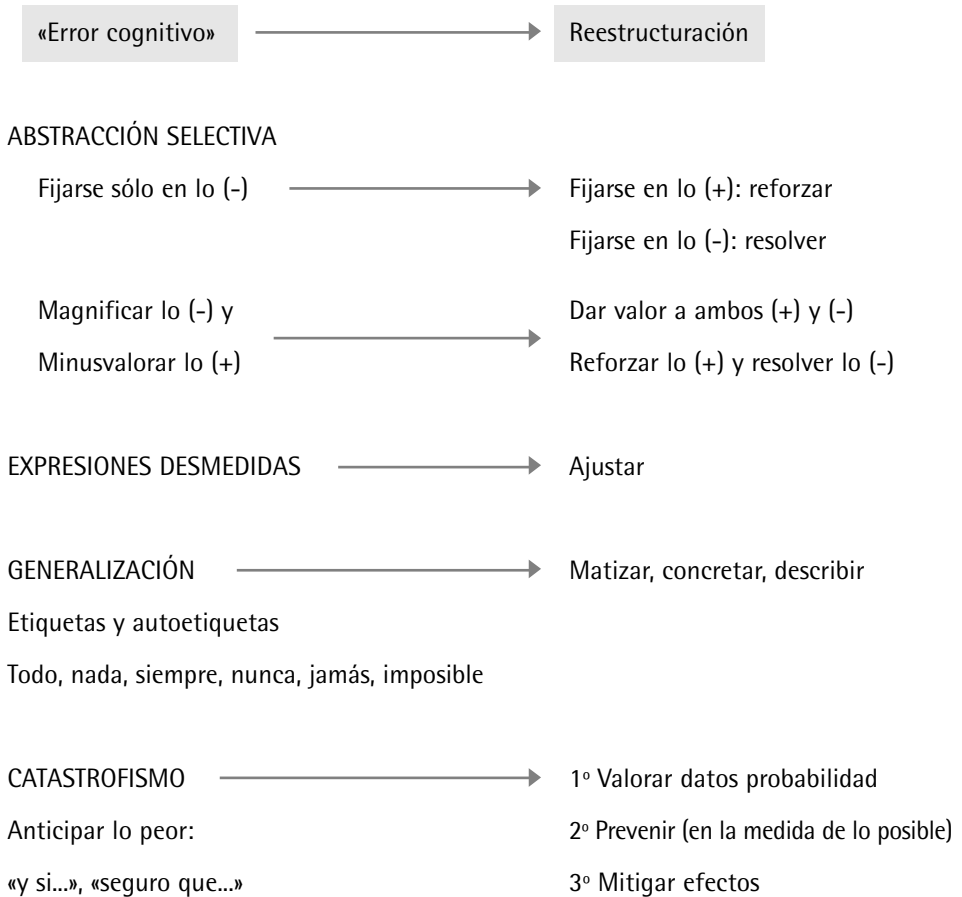 «Error cognitivo»
Reestructuración
ABSTRACCIÓN SELECTIVA
Fijarse sólo en lo (-)
Fijarse en lo (+): reforzar
Fijarse en lo (-): resolver
Magnificar lo (-) y
Minusvalorar lo (+)
Dar valor a ambos (+) y (-)
Reforzar lo (+) y resolver lo (-)
EXPRESIONES DESMEDIDAS
Ajustar
GENERALIZACIÓN
Matizar, concretar, describir
Etiquetas y autoetiquetas
Todo, nada, siempre, nunca, jamás, imposible
CATASTROFISMO
Anticipar lo peor:
«y si...», «seguro que...»
1º Valorar datos probabilidad
2º Prevenir (en la medida de lo posible)
3º Mitigar efectos